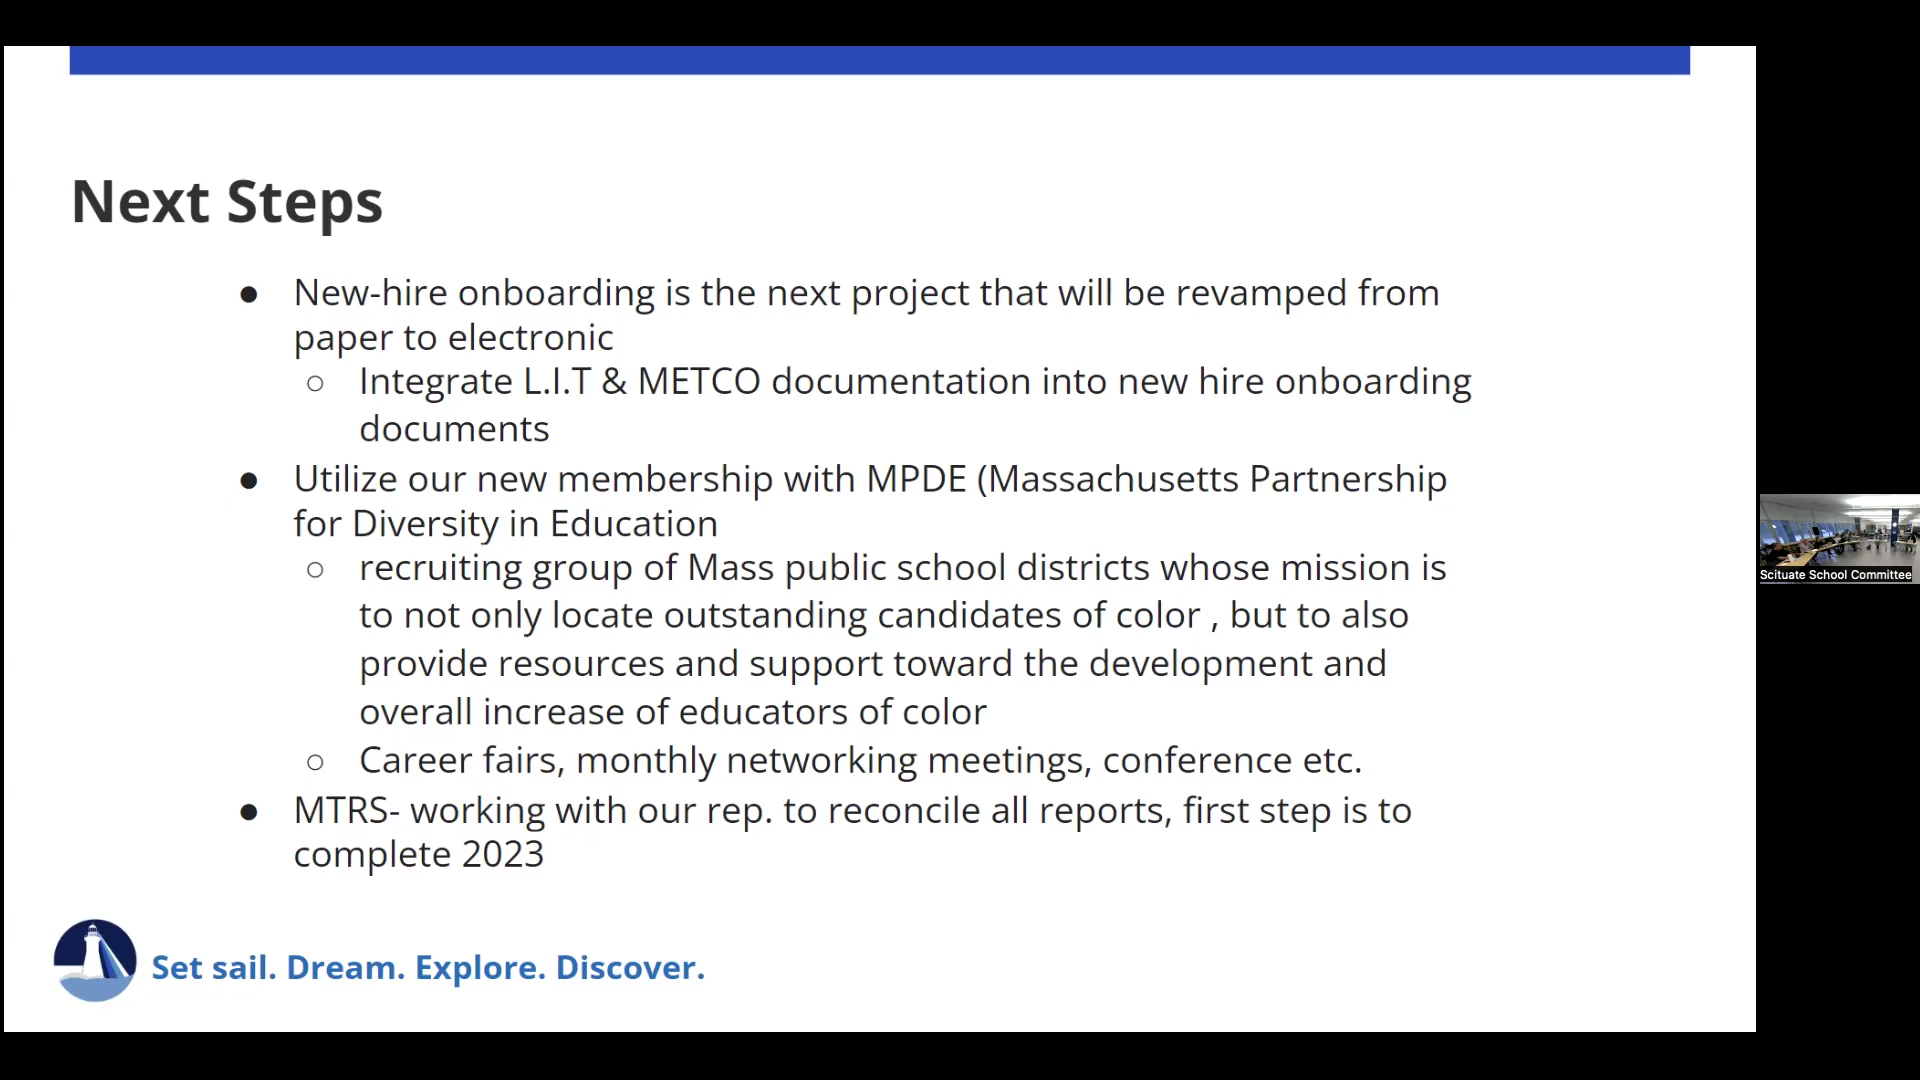 Next Steps
● New-hire onboarding is the next project that will be revamped from
paper to electronic
○ Integrate L.I.T & METCO documentation into new hire onboarding
documents
● Utilize our new membership with MPDE (Massachusetts Partnership
for Diversity in Education
○ recruiting group of Mass public school districts whose mission is
to not only locate outstanding candidates of color , but to also
provide resources and support toward the development and
overall increase of educators of color
○ Career fairs, monthly networking meetings, conference etc.
● MTRS- working with our rep. to reconcile all reports, first step is to
complete 2023
Set sail. Dream. Explore. Discover.
Scituate School Committee